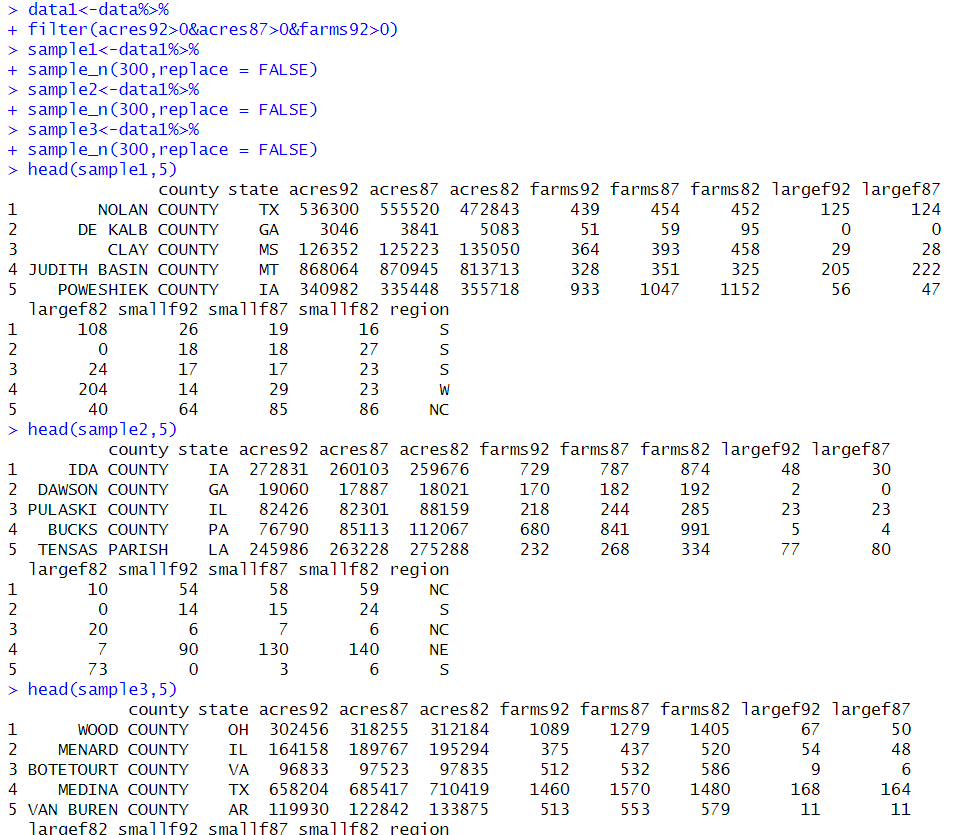 > data1<-data%>%
+ filter(acres92>0&acres87>0&farms92>0)
> sample1<-data1%>%
+ sample_n(300,replace = FALSE)
> sample2<-data1%>%
+ sample_n(300,replace = FALSE)
> sample3<-data1%>%
+ sample_n(300,replace = FALSE)
> head(sample1,5)
county state acres92 acres87 acres82 farms92 farms87 farms82 largef92 largef87
1 NOLAN COUNTY TX 536300 555520 472843 439 454 452 125 124
2 DE KALB COUNTY GA 3046 3841 5083 51 59 95 0 0
3 CLAY COUNTY MS 126352 125223 135050 364 393 458 29 28
4 JUDITH BASIN COUNTY MT 868064 870945 813713 328 351 325 205 222
5 POWESHIEK COUNTY IA 340982 335448 355718 933 1047 1152 56 47
largef82 smallf92 smallf87 smallf82 region
1 108 26 19 16 S
2 0 18 18 27 S
3 24 17 17 23 S
4 204 14 29 23 W
5 40 64 85 86 NC
> head(sample2,5)
county state acres92 acres87 acres82 farms92 farms87 farms82 largef92 largef87
1 IDA COUNTY IA 272831 260103 259676 729 787 874 48 30
2 DAWSON COUNTY GA 19060 17887 18021 170 182 192 2 0
3 PULASKI COUNTY IL 82426 82301 88159 218 244 285 23 23
4 BUCKS COUNTY PA 76790 85113 112067 680 841 991 5 4
5 TENSAS PARISH LA 245986 263228 275288 232 268 334 77 80
largef82 smallf92 smallf87 smallf82 region
1 10 54 58 59 NC
2 0 14 15 24 S
3 20 6 7 6 NC
4 7 90 130 140 NE
5 73 0 3 6 S
> head(sample3,5)
county state acres92 acres87 acres82 farms92 farms87 farms82 largef92 largef87
1 WOOD COUNTY OH 302456 318255 312184 1089 1279 1405 67 50
2 MENARD COUNTY IL 164158 189767 195294 375 437 520 54 48
3 BOTETOURT COUNTY VA 96833 97523 97835 512 532 586 9 6
4 MEDINA COUNTY TX 658204 685417 710419 1460 1570 1480 168 164
5 VAN BUREN COUNTY AR 119930 122842 133875 513 553 579 11 11
largef82 smallf92 smallf87 smallf82 region